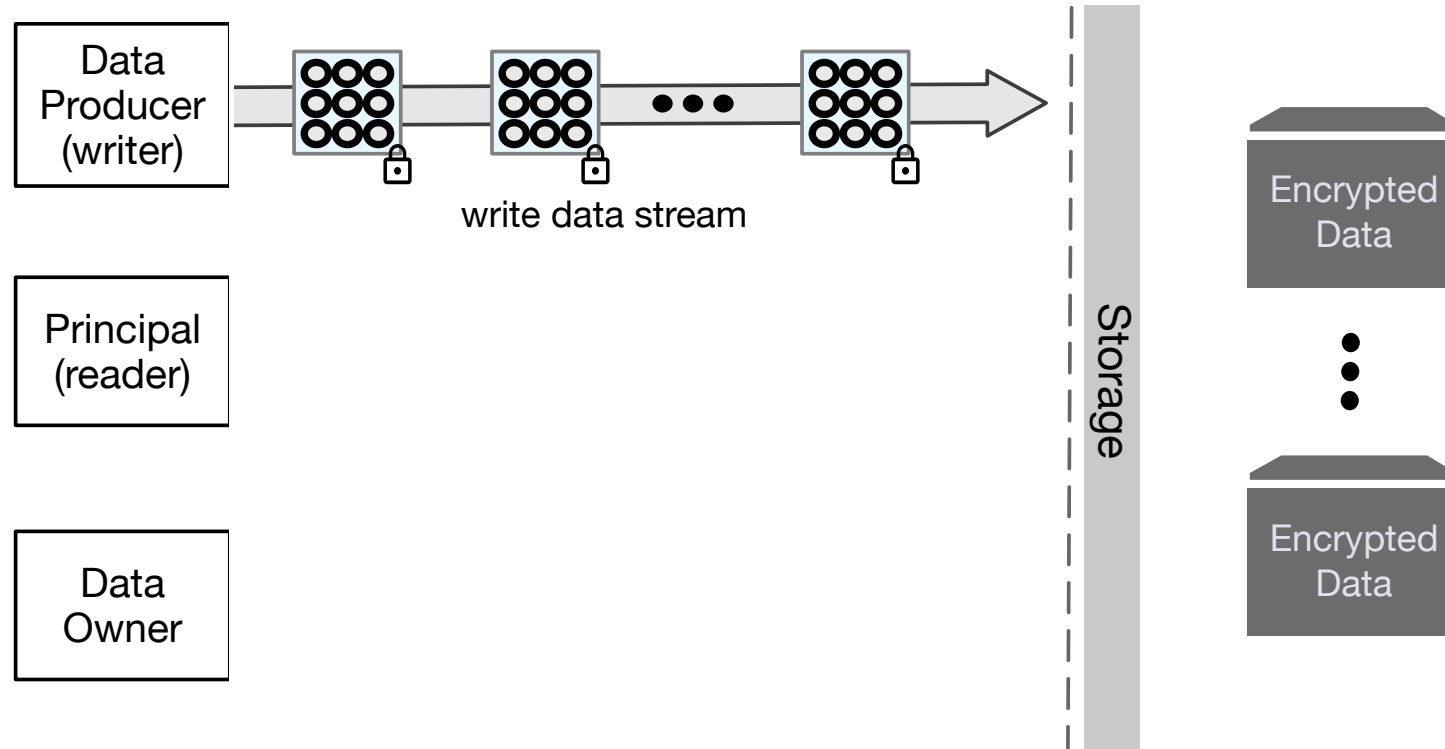 Data
Producer
(writer)
write data stream
Principal
(reader)
Data
Owner
Storage
Encrypted
Data
Encrypted
Data